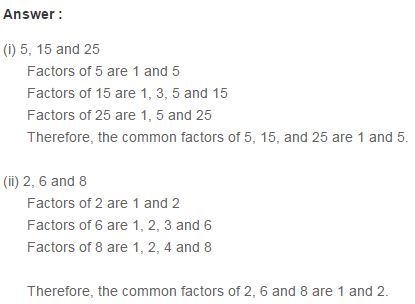 Answer :
(i) 5, 15 and 25
Factors of 5 are 1 and 5
Factors of 15 are 1, 3, 5 and 15
Factors of 25 are 1, 5 and 25
Therefore, the common factors of 5, 15, and 25 are 1 and 5.
(ii) 2, 6 and 8
Factors of 2 are 1 and 2
Factors of 6 are 1, 2, 3 and 6
Factors of 8 are 1, 2, 4 and 8
Therefore, the common factors of 2, 6 and 8 are 1 and 2.